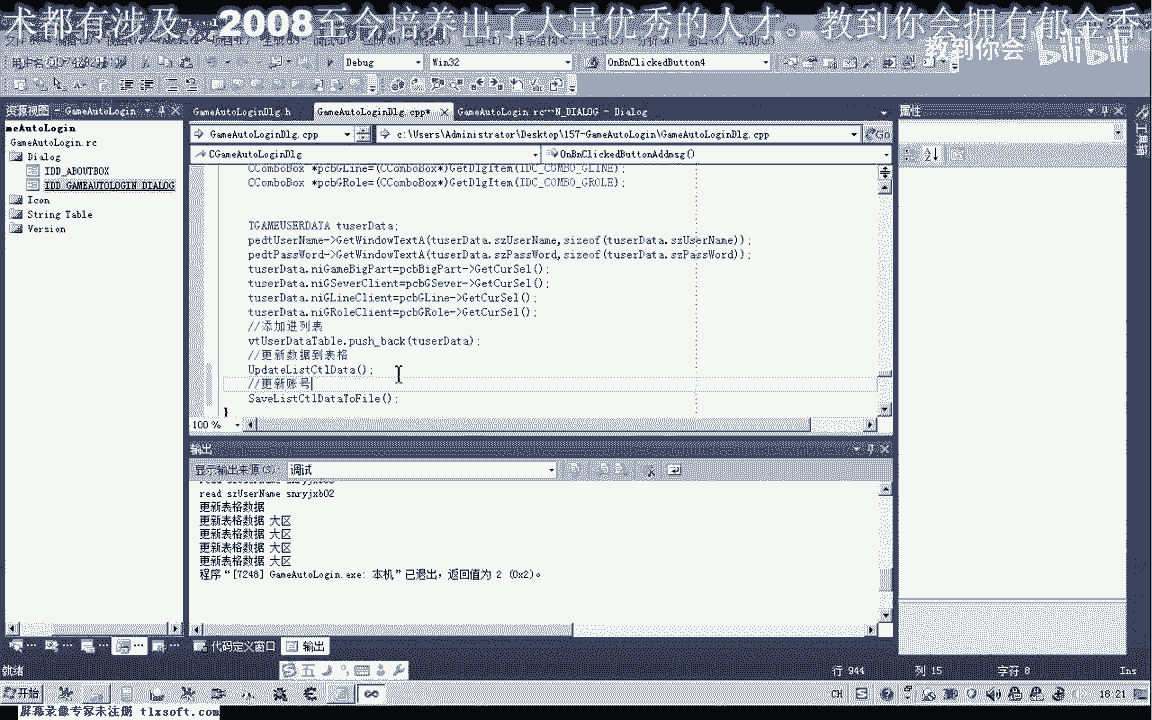 术都有涉及。2008至今培养出了大量优秀的人才。教到你会拥有郁金香
教到你会 bilibili
Debug Win32 OnBnClickedButton4
资源视图 - GameAutoLogin
GameAutoLoginDlg.h GameAutoLoginDlg.cpp* GameAutoLogin.rc...N_DIALOG - Dialog
属性
工具箱
meAutoLogin
GameAutoLogin.rc
Dialog
IDD_ABOUTBOX
IDD_GAMEAUTOLOGIN_DIALOG
Icon
String Table
Version
GameAutoLoginDlg.cpp c:\Users\Administrator\Desktop\157-GameAutoLogin\GameAutoLoginDlg.cpp Go
CGameAutoLoginDlg OnBnClickedButtonAddmsg()
CComboBox *pcbGLine=(CComboBox*)GetDlgItem(IDC_COMBO_GLINE);
CComboBox *pcbGRole=(CComboBox*)GetDlgItem(IDC_COMBO_GROLE);
TGAMEUSERDATA tuserData;
pedtUserName->GetWindowTextA(tuserData.szUserName,sizeof(tuserData.szUserName));
pedtPassWord->GetWindowTextA(tuserData.szPassWord,sizeof(tuserData.szPassWord));
tuserData.niGameBigPart=pcbBigPart->GetCurSel();
tuserData.niGSeverClient=pcbGSever->GetCurSel();
tuserData.niGLineClient=pcbGLine->GetCurSel();
tuserData.niGRoleClient=pcbGRole->GetCurSel();
//添加进列表
vtUserDataTable.push_back(tuserData);
//更新数据到表格
UpdateListCtlData();
//更新账号
SaveListCtlDataToFile();
}
100 %
输出
显示输出来源(S): 调试
read szUserName snryjxb02
更新表格数据
更新表格数据 大区
更新表格数据 大区
更新表格数据 大区
更新表格数据 大区
程序“[7248] GameAutoLogin.exe: 本机”已退出，返回值为 2 (0x2)。
代码定义窗口 输出
五
就绪 行 944 列 15 字符 8 Ins
开始 CH 18:21
屏幕录像专家未注册 tlxsoft.com